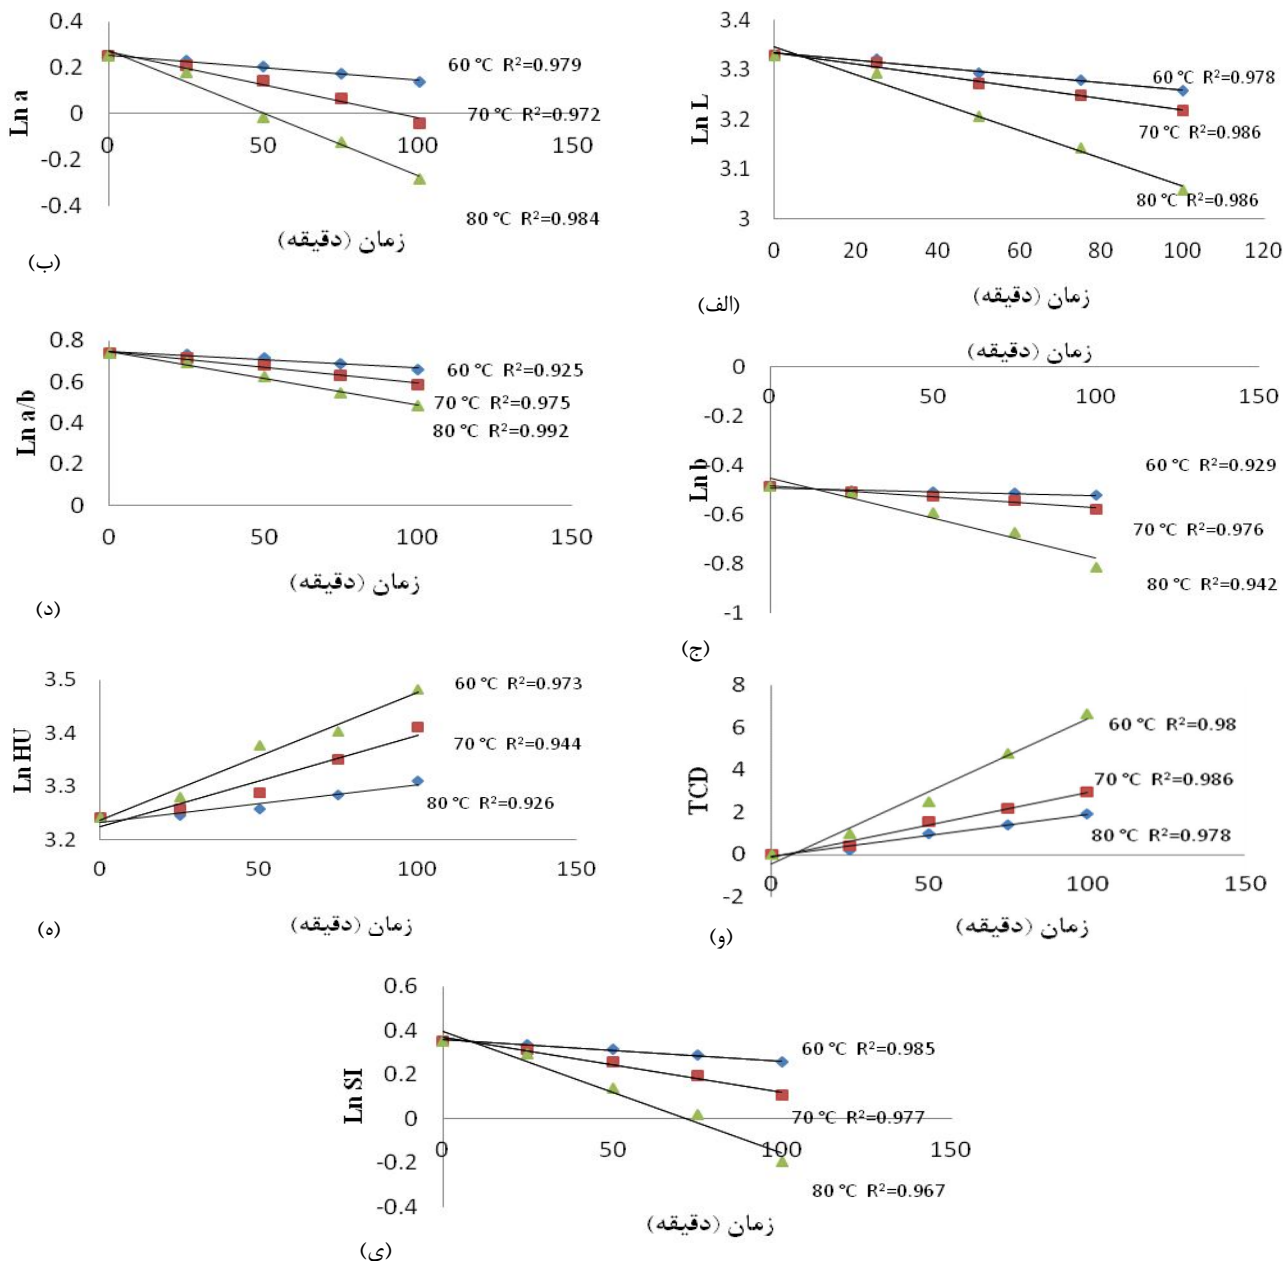 0.4
0.2
0
-0.2
-0.4
Ln a
0
50
100
150
60 °C R²=0.979
70 °C R²=0.972
80 °C R²=0.984
زمان (دقیقه)
(ب)
3.4
3.3
3.2
3.1
3
Ln L
0
20
40
60
80
100
120
60 °C R²=0.978
70 °C R²=0.986
80 °C R²=0.986
زمان (دقیقه)
(الف)
0.8
0.6
0.4
0.2
0
Ln a/b
0
50
100
150
60 °C R²=0.925
70 °C R²=0.975
80 °C R²=0.992
زمان (دقیقه)
(د)
زمان (دقیقه)
0
-0.2
-0.4
-0.6
-0.8
-1
Ln b
0
50
100
150
60 °C R²=0.929
70 °C R²=0.976
80 °C R²=0.942
(ج)
3.5
3.4
3.3
3.2
Ln HU
0
50
100
150
60 °C R²=0.973
70 °C R²=0.944
80 °C R²=0.926
زمان (دقیقه)
(ه)
8
6
4
2
0
-2
TCD
0
50
100
150
60 °C R²=0.98
70 °C R²=0.986
80 °C R²=0.978
زمان (دقیقه)
(و)
0.6
0.4
0.2
0
-0.2
-0.4
Ln SI
0
50
100
150
60 °C R²=0.985
70 °C R²=0.977
80 °C R²=0.967
زمان (دقیقه)
(ی)